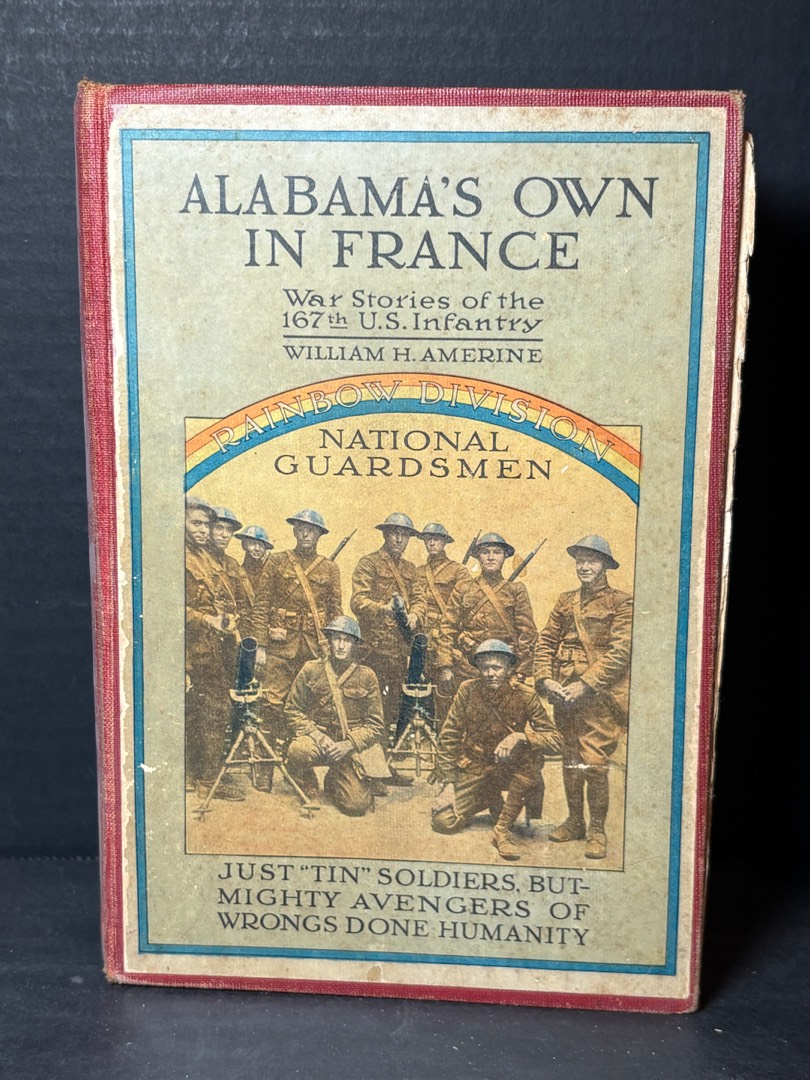 ALABAMA'S OWN
IN FRANCE
War Stories of the
167th U.S. Infantry
WILLIAM H. AMERINE
RAINBOW DIVISION
NATIONAL
GUARDSMEN
JUST "TIN" SOLDIERS, BUT-
MIGHTY AVENGERS OF
WRONGS DONE HUMANITY